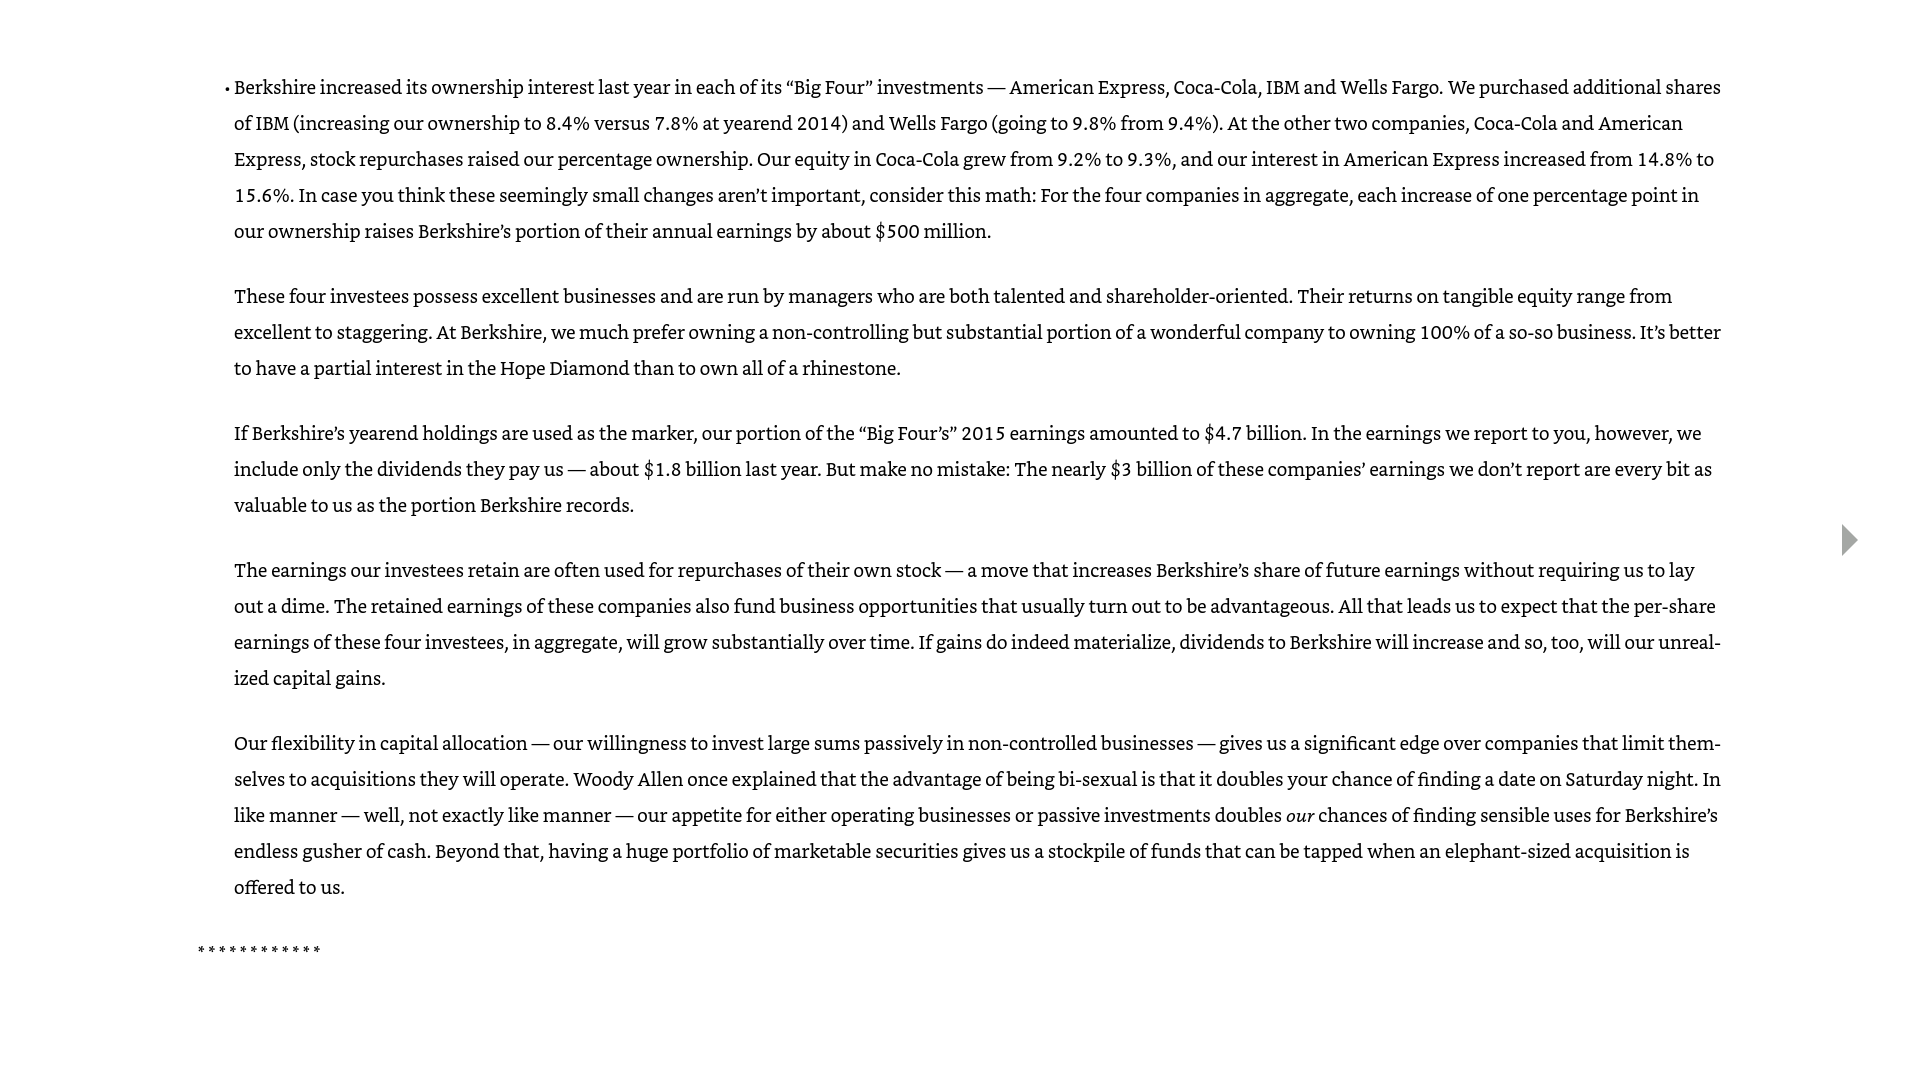 • Berkshire increased its ownership interest last year in each of its “Big Four” investments — American Express, Coca-Cola, IBM and Wells Fargo. We purchased additional shares
of IBM (increasing our ownership to 8.4% versus 7.8% at yearend 2014) and Wells Fargo (going to 9.8% from 9.4%). At the other two companies, Coca-Cola and American
Express, stock repurchases raised our percentage ownership. Our equity in Coca-Cola grew from 9.2% to 9.3%, and our interest in American Express increased from 14.8% to
15.6%. In case you think these seemingly small changes aren’t important, consider this math: For the four companies in aggregate, each increase of one percentage point in
our ownership raises Berkshire’s portion of their annual earnings by about $500 million.
These four investees possess excellent businesses and are run by managers who are both talented and shareholder-oriented. Their returns on tangible equity range from
excellent to staggering. At Berkshire, we much prefer owning a non-controlling but substantial portion of a wonderful company to owning 100% of a so-so business. It’s better
to have a partial interest in the Hope Diamond than to own all of a rhinestone.
If Berkshire’s yearend holdings are used as the marker, our portion of the “Big Four’s” 2015 earnings amounted to $4.7 billion. In the earnings we report to you, however, we
include only the dividends they pay us — about $1.8 billion last year. But make no mistake: The nearly $3 billion of these companies’ earnings we don’t report are every bit as
valuable to us as the portion Berkshire records.
The earnings our investees retain are often used for repurchases of their own stock — a move that increases Berkshire’s share of future earnings without requiring us to lay
out a dime. The retained earnings of these companies also fund business opportunities that usually turn out to be advantageous. All that leads us to expect that the per-share
earnings of these four investees, in aggregate, will grow substantially over time. If gains do indeed materialize, dividends to Berkshire will increase and so, too, will our unreal-
ized capital gains.
Our flexibility in capital allocation — our willingness to invest large sums passively in non-controlled businesses — gives us a significant edge over companies that limit them-
selves to acquisitions they will operate. Woody Allen once explained that the advantage of being bi-sexual is that it doubles your chance of finding a date on Saturday night. In
like manner — well, not exactly like manner — our appetite for either operating businesses or passive investments doubles our chances of finding sensible uses for Berkshire’s
endless gusher of cash. Beyond that, having a huge portfolio of marketable securities gives us a stockpile of funds that can be tapped when an elephant-sized acquisition is
offered to us.
* * * * * * * * * * * *